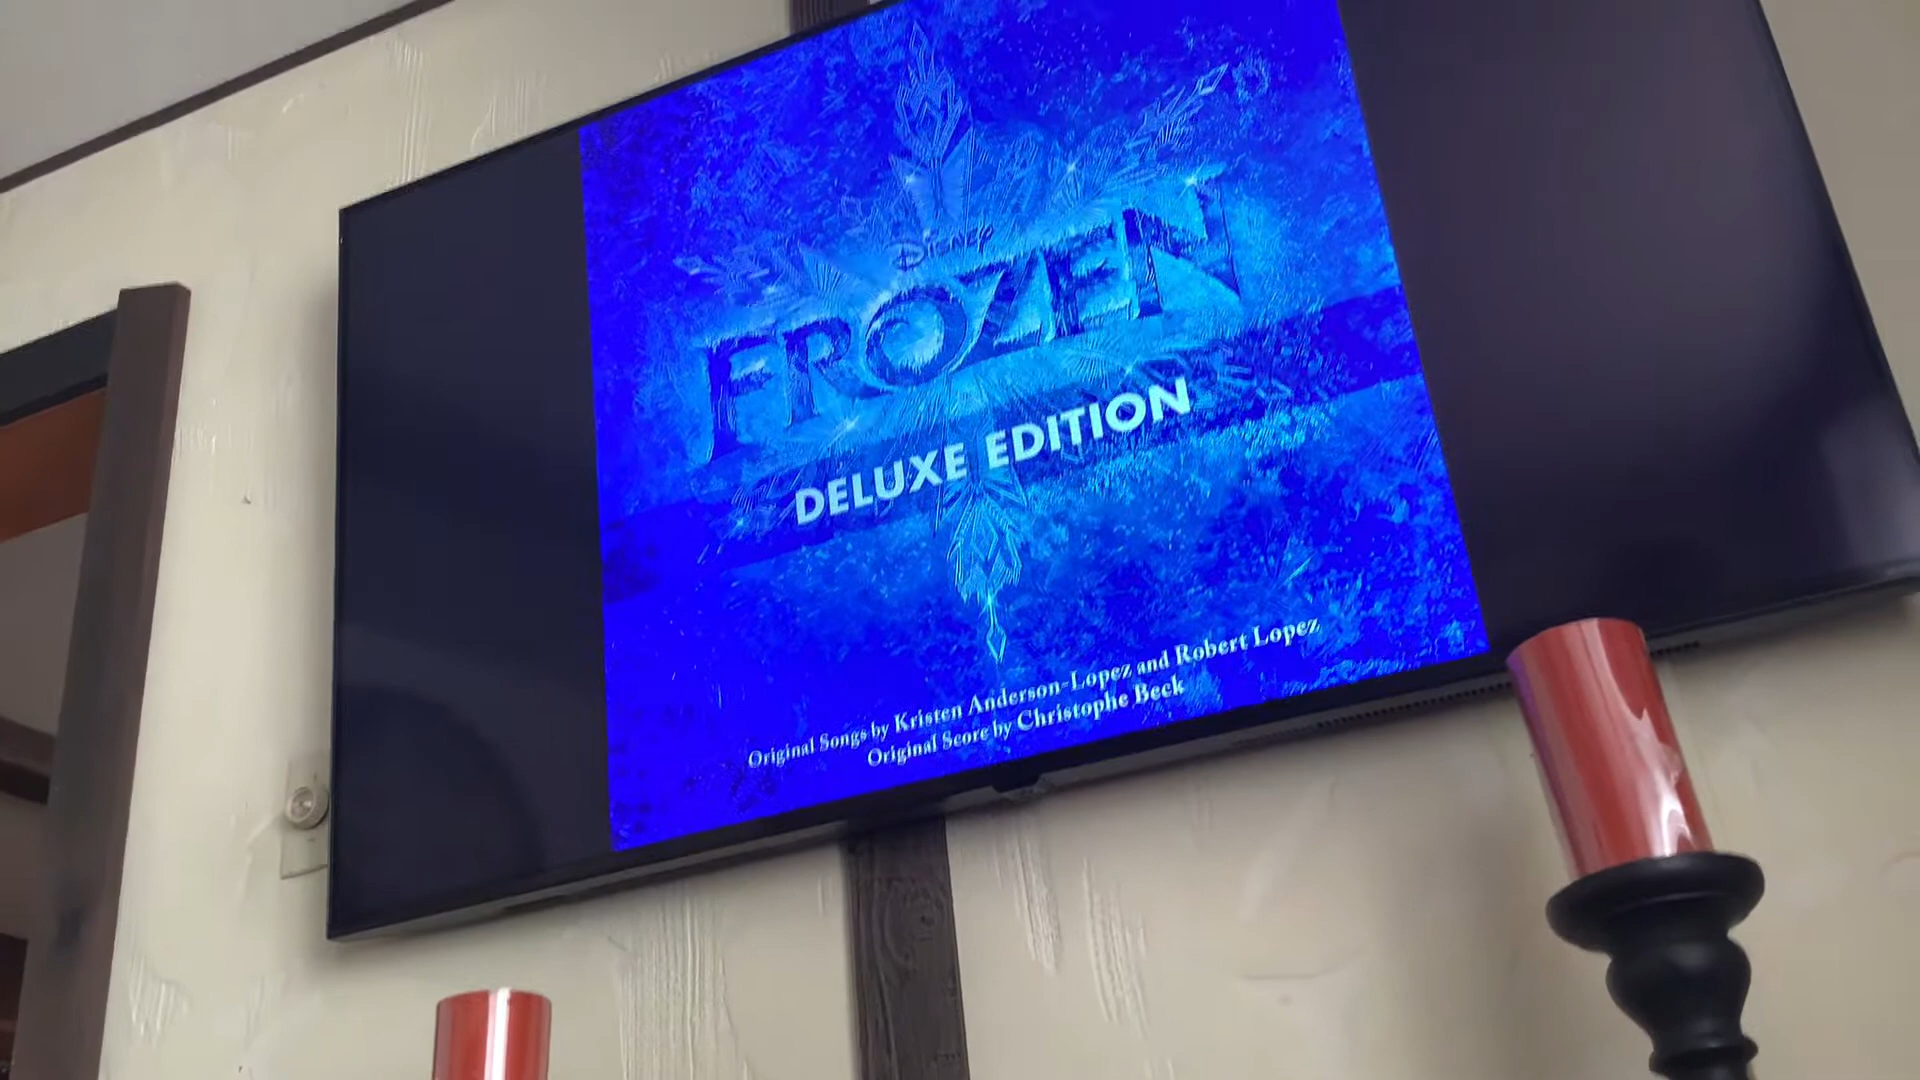 DISNEY
FROZEN
DELUXE EDITION
Original Songs by Kristen Anderson-Lopez and Robert Lopez
Original Score by Christophe Beck